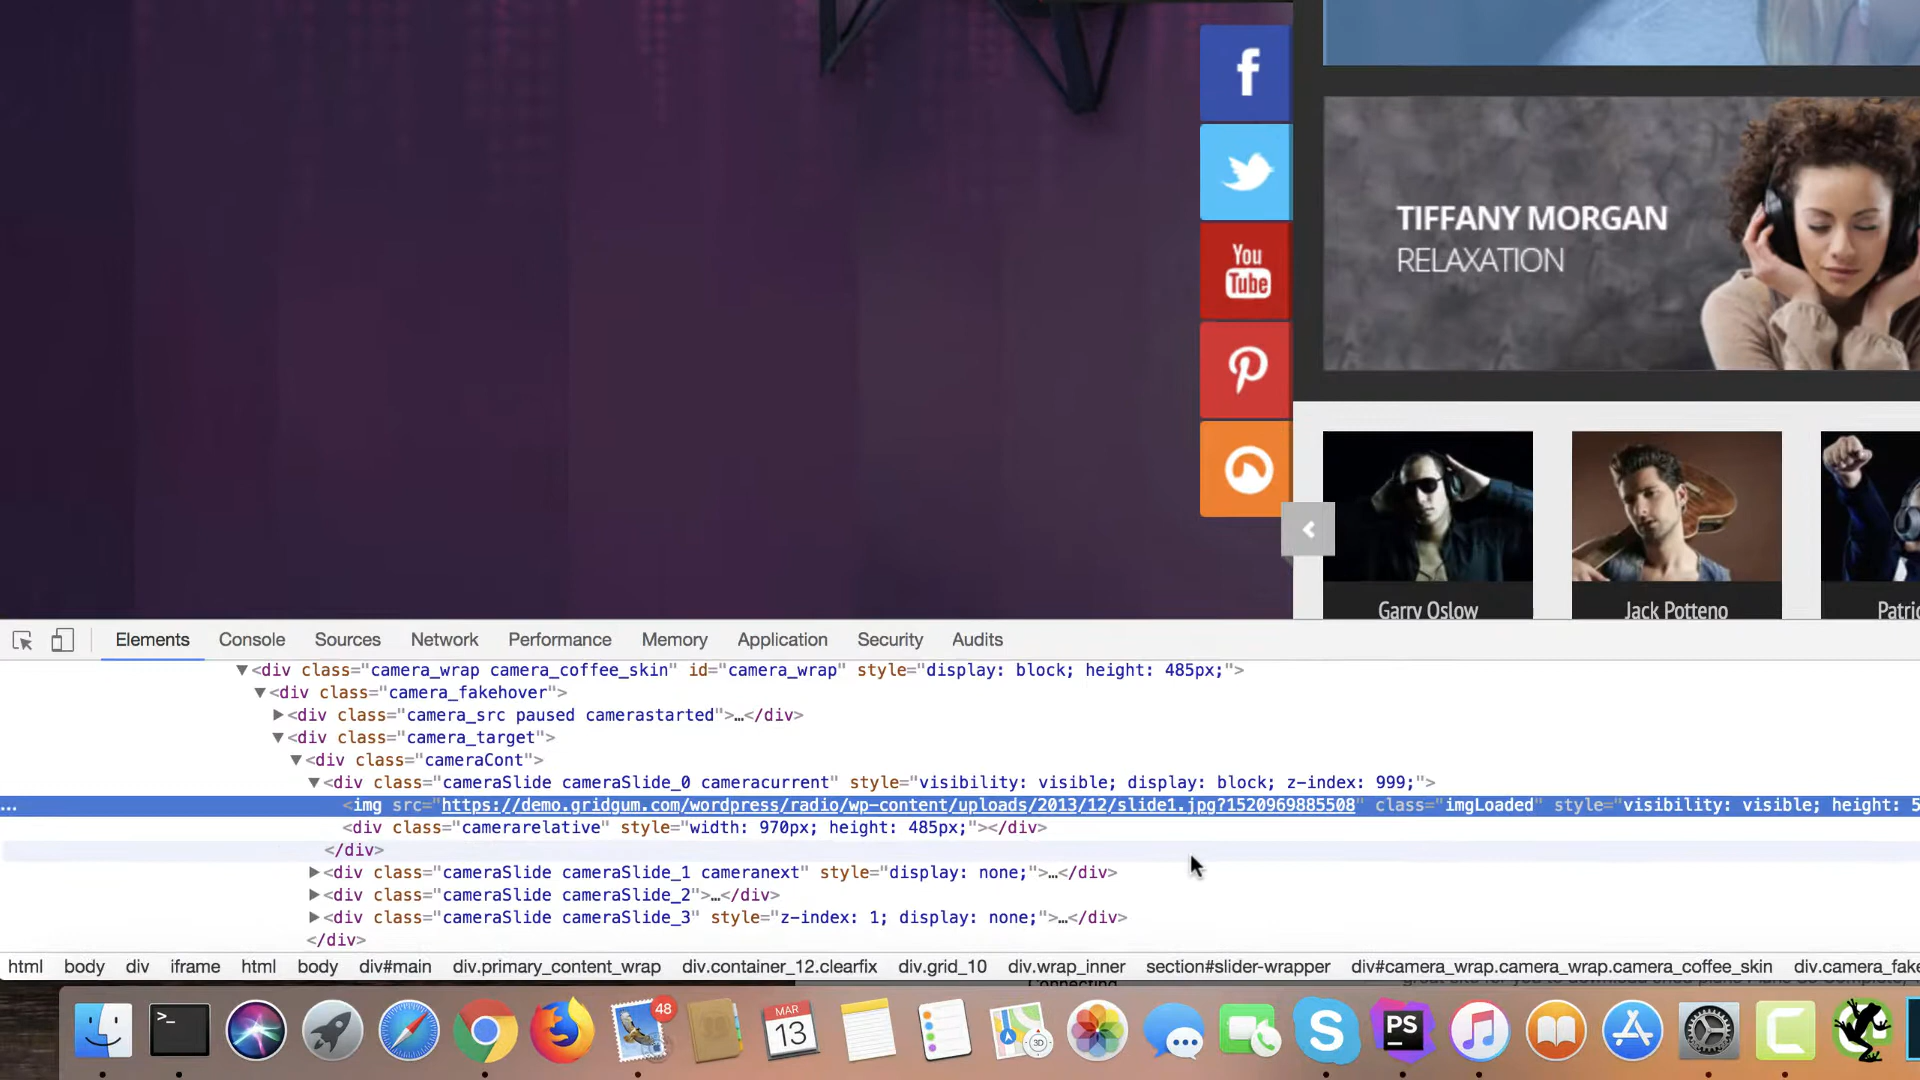 f
You
Tube
TIFFANY MORGAN
RELAXATION
Garry Oslow
Jack Potteno
Patric
Elements Console Sources Network Performance Memory Application Security Audits
▼<div class="camera_wrap camera_coffee_skin" id="camera_wrap" style="display: block; height: 485px;">
▼<div class="camera_fakehover">
▶<div class="camera_src paused camerastarted">…</div>
▼<div class="camera_target">
▼<div class="cameraCont">
▼<div class="cameraSlide cameraSlide_0 cameracurrent" style="visibility: visible; display: block; z-index: 999;">
... <img src="https://demo.gridgum.com/wordpress/radio/wp-content/uploads/2013/12/slide1.jpg?1520969885508" class="imgLoaded" style="visibility: visible; height: 5
<div class="camerarelative" style="width: 970px; height: 485px;"></div>
</div>
▶<div class="cameraSlide cameraSlide_1 cameranext" style="display: none;">…</div>
▶<div class="cameraSlide cameraSlide_2">…</div>
▶<div class="cameraSlide cameraSlide_3" style="z-index: 1; display: none;">…</div>
</div>
html body div iframe html body div#main div.primary_content_wrap div.container_12.clearfix div.grid_10 div.wrap_inner section#slider-wrapper div#camera_wrap.camera_wrap.camera_coffee_skin div.camera_fake
>_
48
MAR
13
3D
S
PS
C